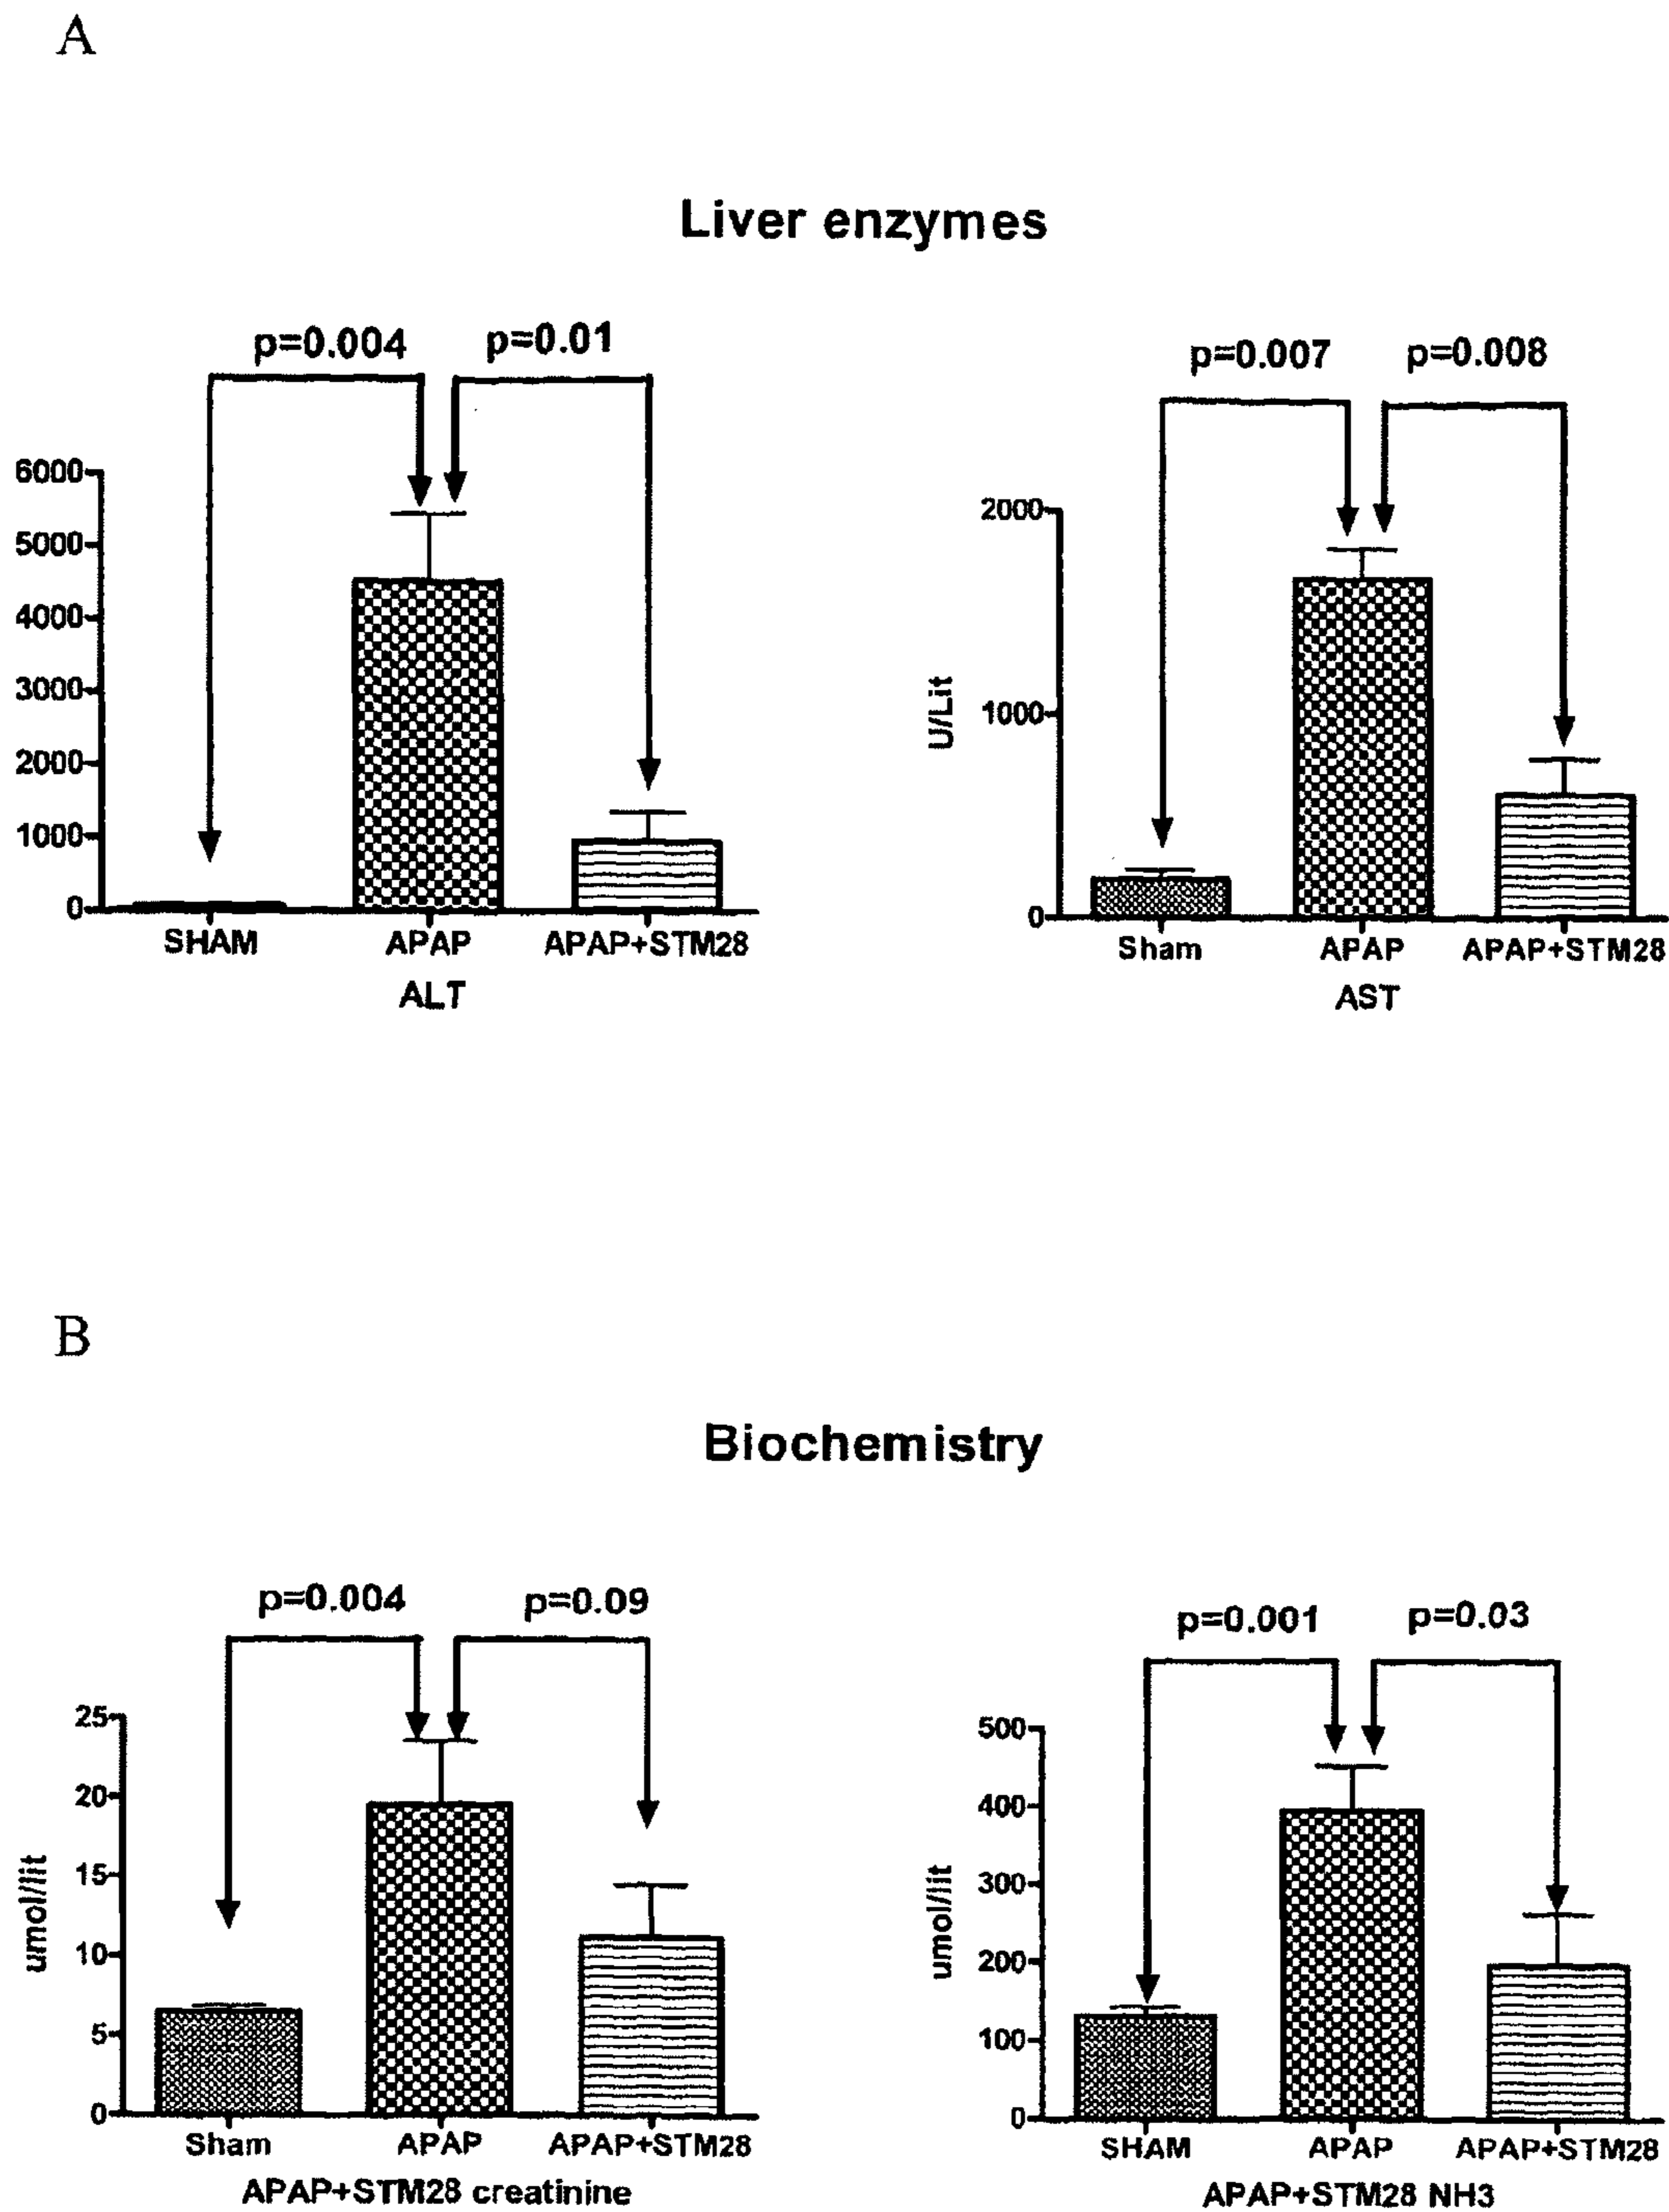 A
Liver enzymes
p=0.004 p=0.01
6000
5000
4000
3000
2000
1000
0
SHAM APAP APAP+STM28
ALT
p=0.007 p=0.008
U/Lit
2000
1000
0
Sham APAP APAP+STM28
AST
B
Biochemistry
p=0.004 p=0.09
umol/lit
25
20
15
10
5
0
Sham APAP APAP+STM28
APAP+STM28 creatinine
p=0.001 p=0.03
umol/lit
500
400
300
200
100
0
SHAM APAP APAP+STM28
APAP+STM28 NH3